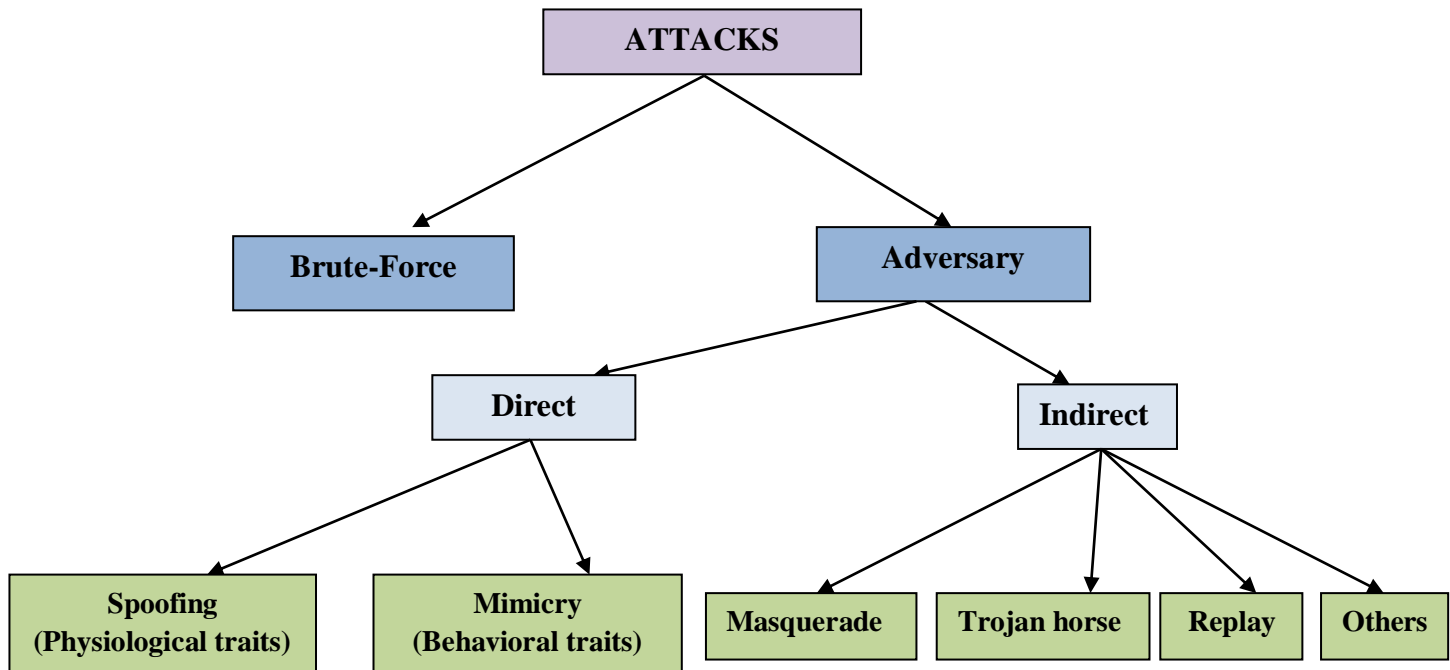 ATTACKS
Brute-Force
Adversary
Direct
Indirect
Spoofing
(Physiological traits)
Mimicry
(Behavioral traits)
Masquerade
Trojan horse
Replay
Others